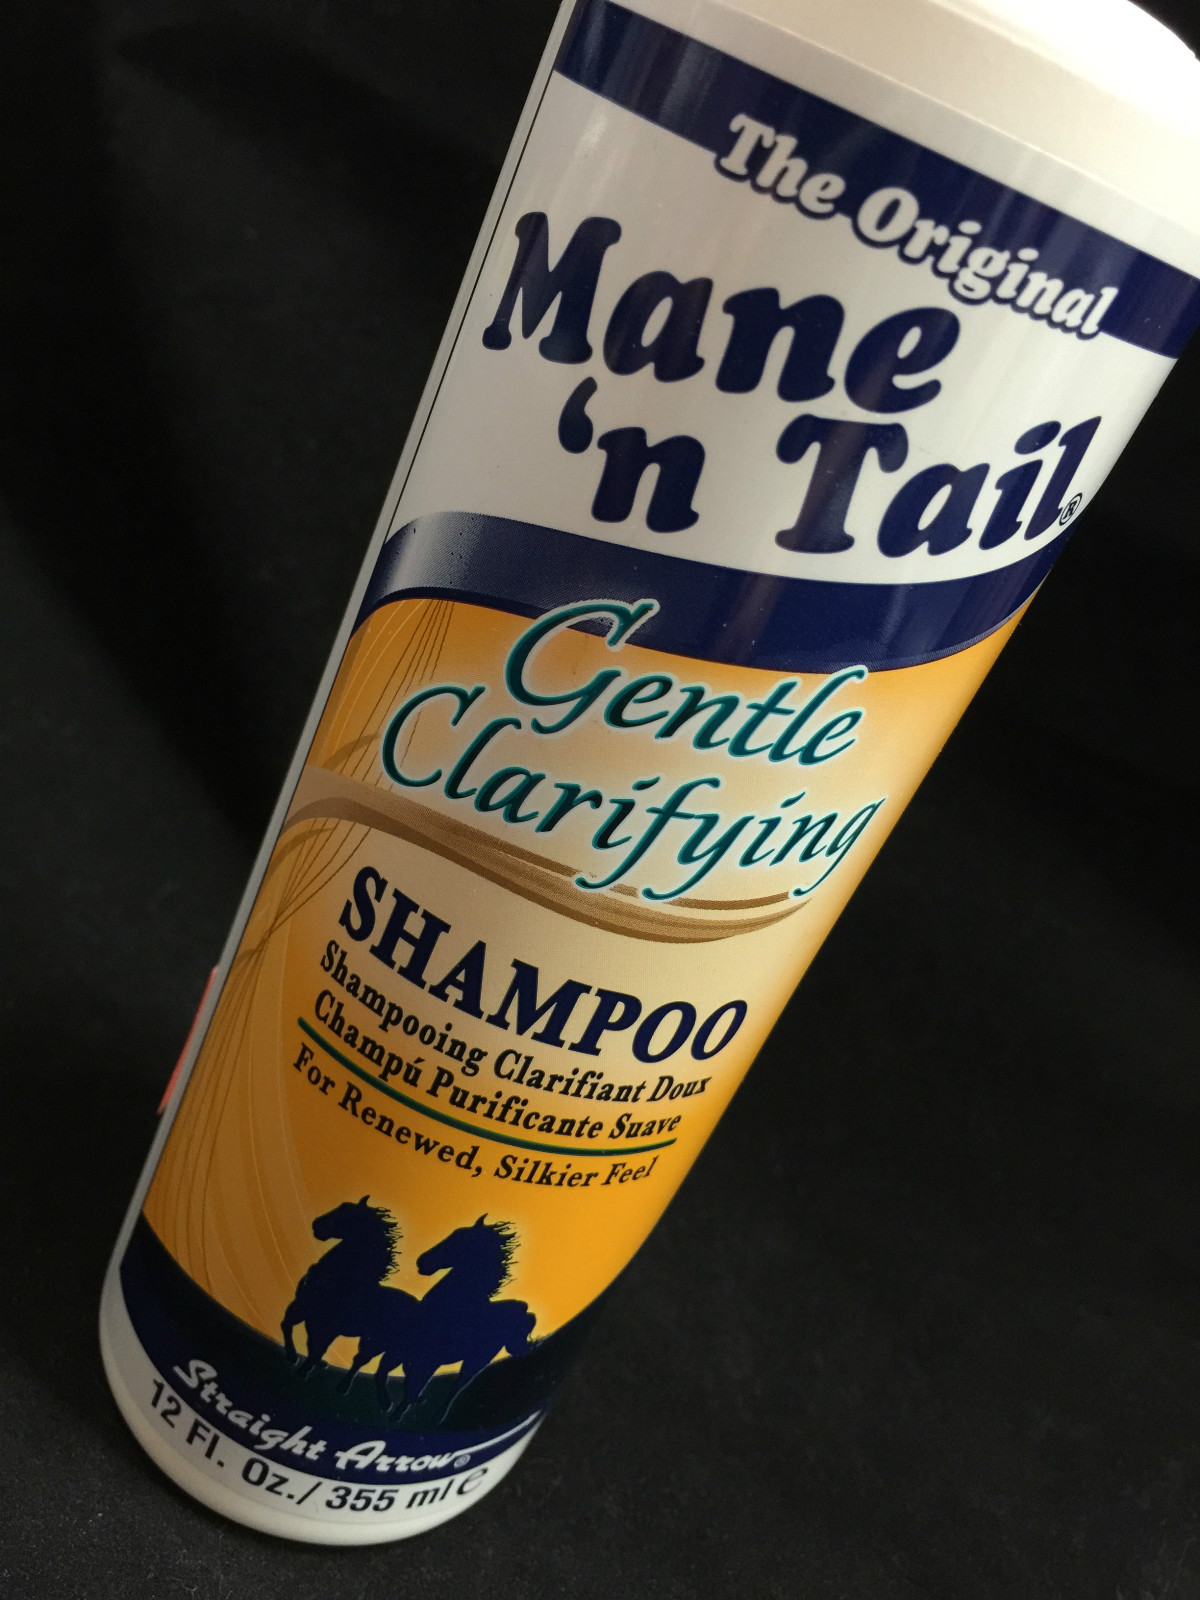 The Original
Mane
'n Tail®
Gentle
Clarifying
SHAMPOO
Shampooing Clarifiant Doux
Champú Purificante Suave
For Renewed, Silkier Feel
Straight Arrow®
12 Fl. Oz./ 355 ml ℮